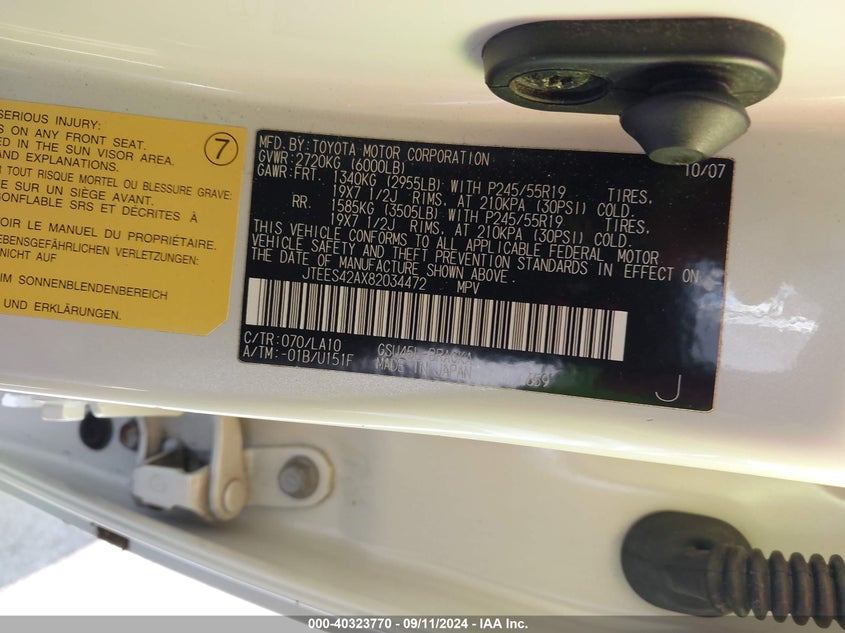 SERIOUS INJURY:
S ON ANY FRONT SEAT.
ED IN THE SUN VISOR AREA.
AND EXPLANATIONS.
7
TOUT RISQUE MORTEL OU BLESSURE GRAVE:
SUR UN SIÈGE AVANT.
ONFLABLE SRS ET DÉCRITES À
OIR LE MANUEL DU PROPRIÉTAIRE.
EBENSGEFÄHRLICHEN VERLETZUNGEN:
NICHT AUF
IM SONNENBLENDENBEREICH
UND ERKLÄRUNGEN.
MFD. BY: TOYOTA MOTOR CORPORATION 10/07
GVWR: 2720KG (6000LB)
GAWR: FRT. 1340KG (2955LB) WITH P245/55R19 TIRES,
19X7 1/2J RIMS, AT 210KPA (30PSI) COLD.
RR. 1585KG (3505LB) WITH P245/55R19 TIRES,
19X7 1/2J RIMS, AT 210KPA (30PSI) COLD.
THIS VEHICLE CONFORMS TO ALL APPLICABLE FEDERAL MOTOR
VEHICLE SAFETY AND THEFT PREVENTION STANDARDS IN EFFECT ON
THE DATE OF MANUFACTURE SHOWN ABOVE.
JTEES42AX82034472 MPV
C/TR: 070/LA10 GSU45L-
A/TM: -01B/U151F MADE IN JAPAN
J
000-40323770 - 09/11/2024 - IAA Inc.